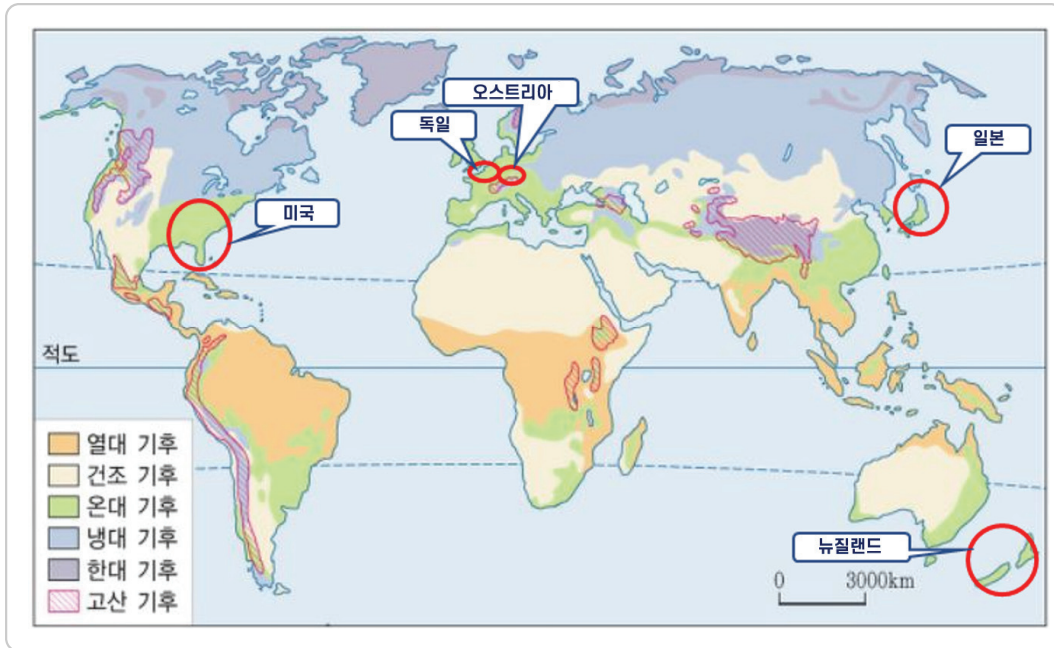 오스트리아
독일
일본
미국
적도
열대 기후
건조 기후
온대 기후
냉대 기후
한대 기후
고산 기후
뉴질랜드
0 3000km